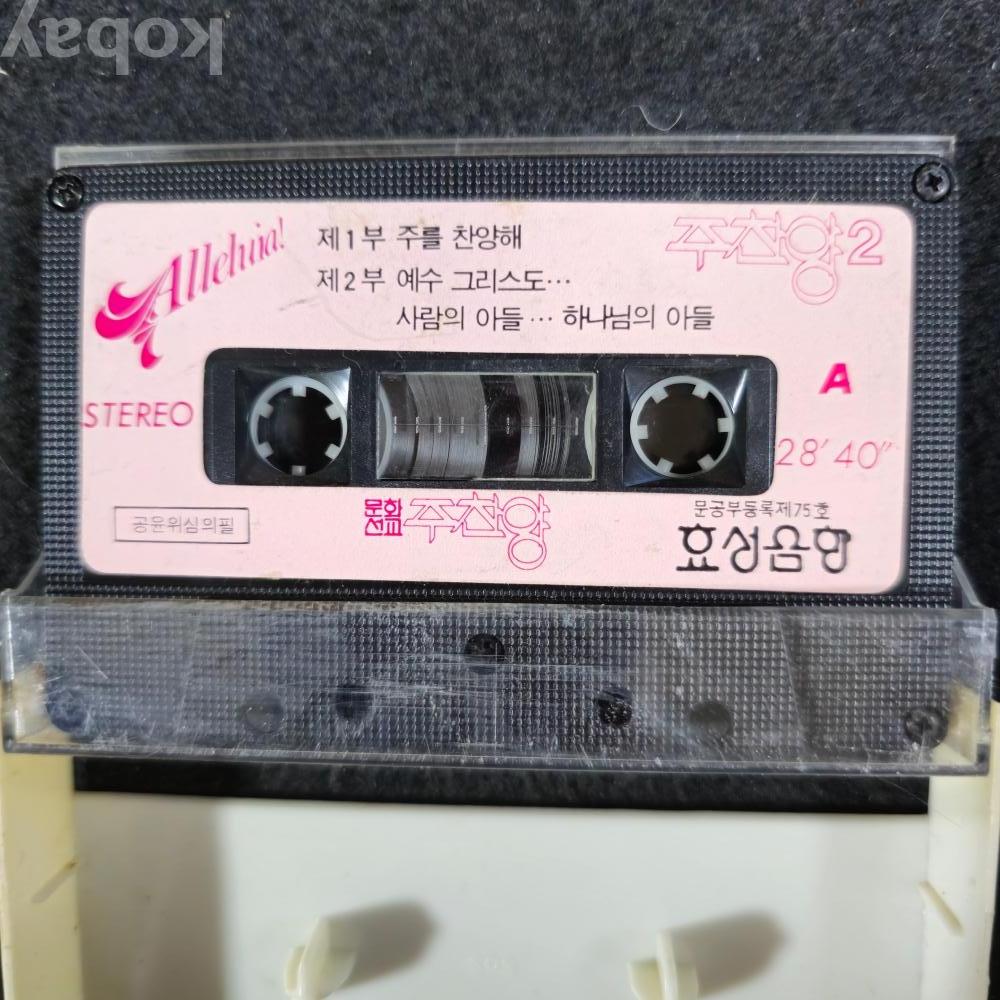 kobay
Alleluia!
제1부 주를 찬양해
제2부 예수 그리스도…
사람의 아들… 하나님의 아들
주찬양2
A
STEREO
28′ 40″
공윤위심의필
문화선교 주찬양
문공부등록제75호
효성음향